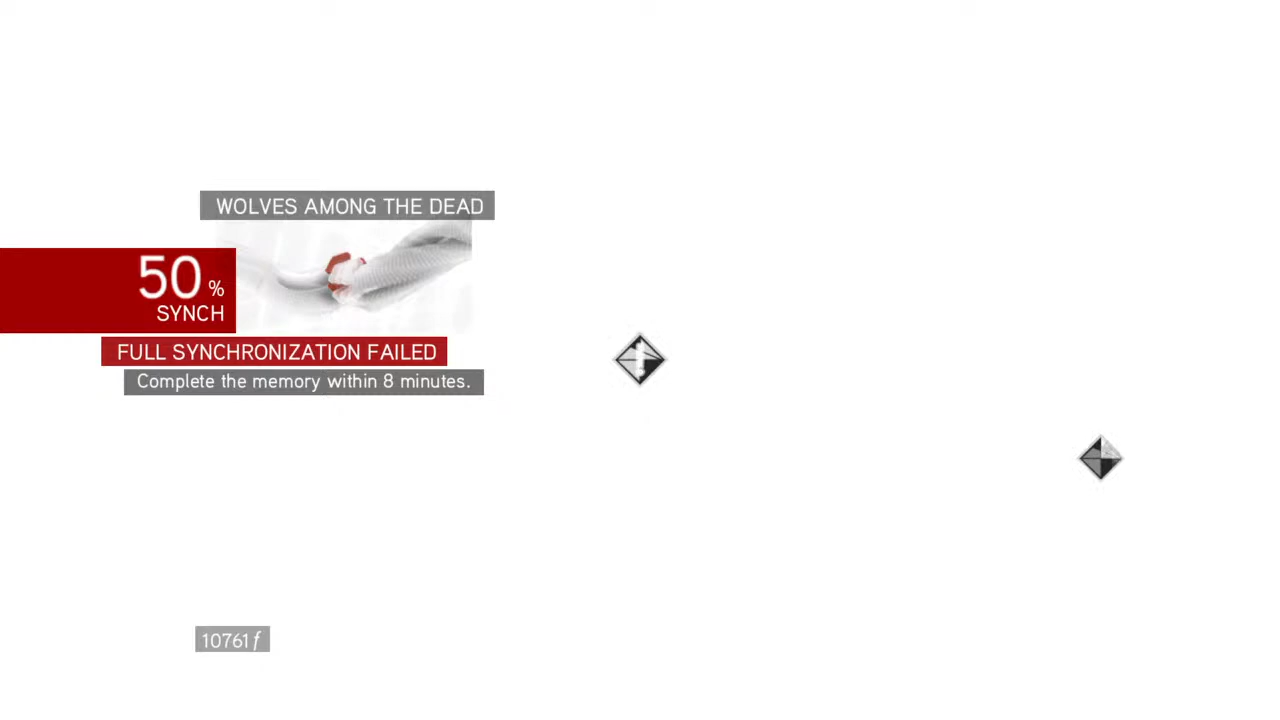 WOLVES AMONG THE DEAD
50 %
SYNCH
FULL SYNCHRONIZATION FAILED
Complete the memory within 8 minutes.
10761 ƒ